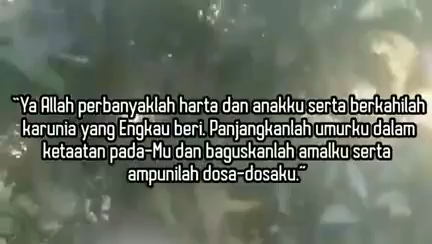 “Ya Allah perbanyaklah harta dan anakku serta berkahilah
karunia yang Engkau beri. Panjangkanlah umurku dalam
ketaatan pada-Mu dan baguskanlah amalku serta
ampunilah dosa-dosaku.”